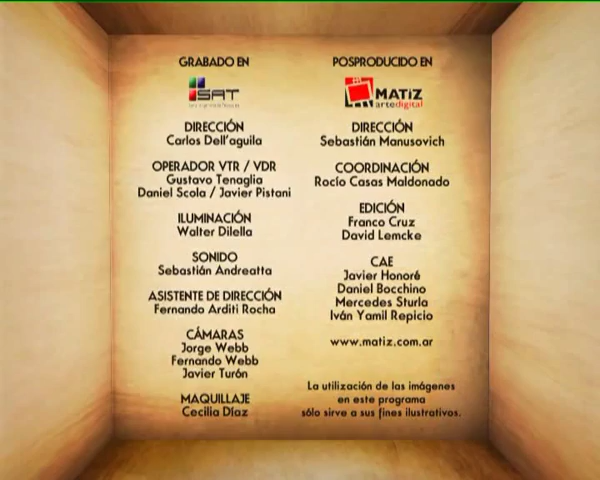 GRABADO EN
SAT
DIRECCIÓN
Carlos Dell'aguila
OPERADOR VTR / VDR
Gustavo Tenaglia
Daniel Scola / Javier Pistani
ILUMINACIÓN
Walter Dilella
SONIDO
Sebastián Andreatta
ASISTENTE DE DIRECCIÓN
Fernando Arditi Rocha
CÁMARAS
Jorge Webb
Fernando Webb
Javier Turón
MAQUILLAJE
Cecilia Díaz
POSPRODUCIDO EN
MATiZ
artedigital
DIRECCIÓN
Sebastián Manusovich
COORDINACIÓN
Rocío Casas Maldonado
EDICIÓN
Franco Cruz
David Lemcke
CAE
Javier Honoré
Daniel Bocchino
Mercedes Sturla
Iván Yamil Repicio
www.matiz.com.ar
La utilización de las imágenes
en este programa
sólo sirve a sus fines ilustrativos.